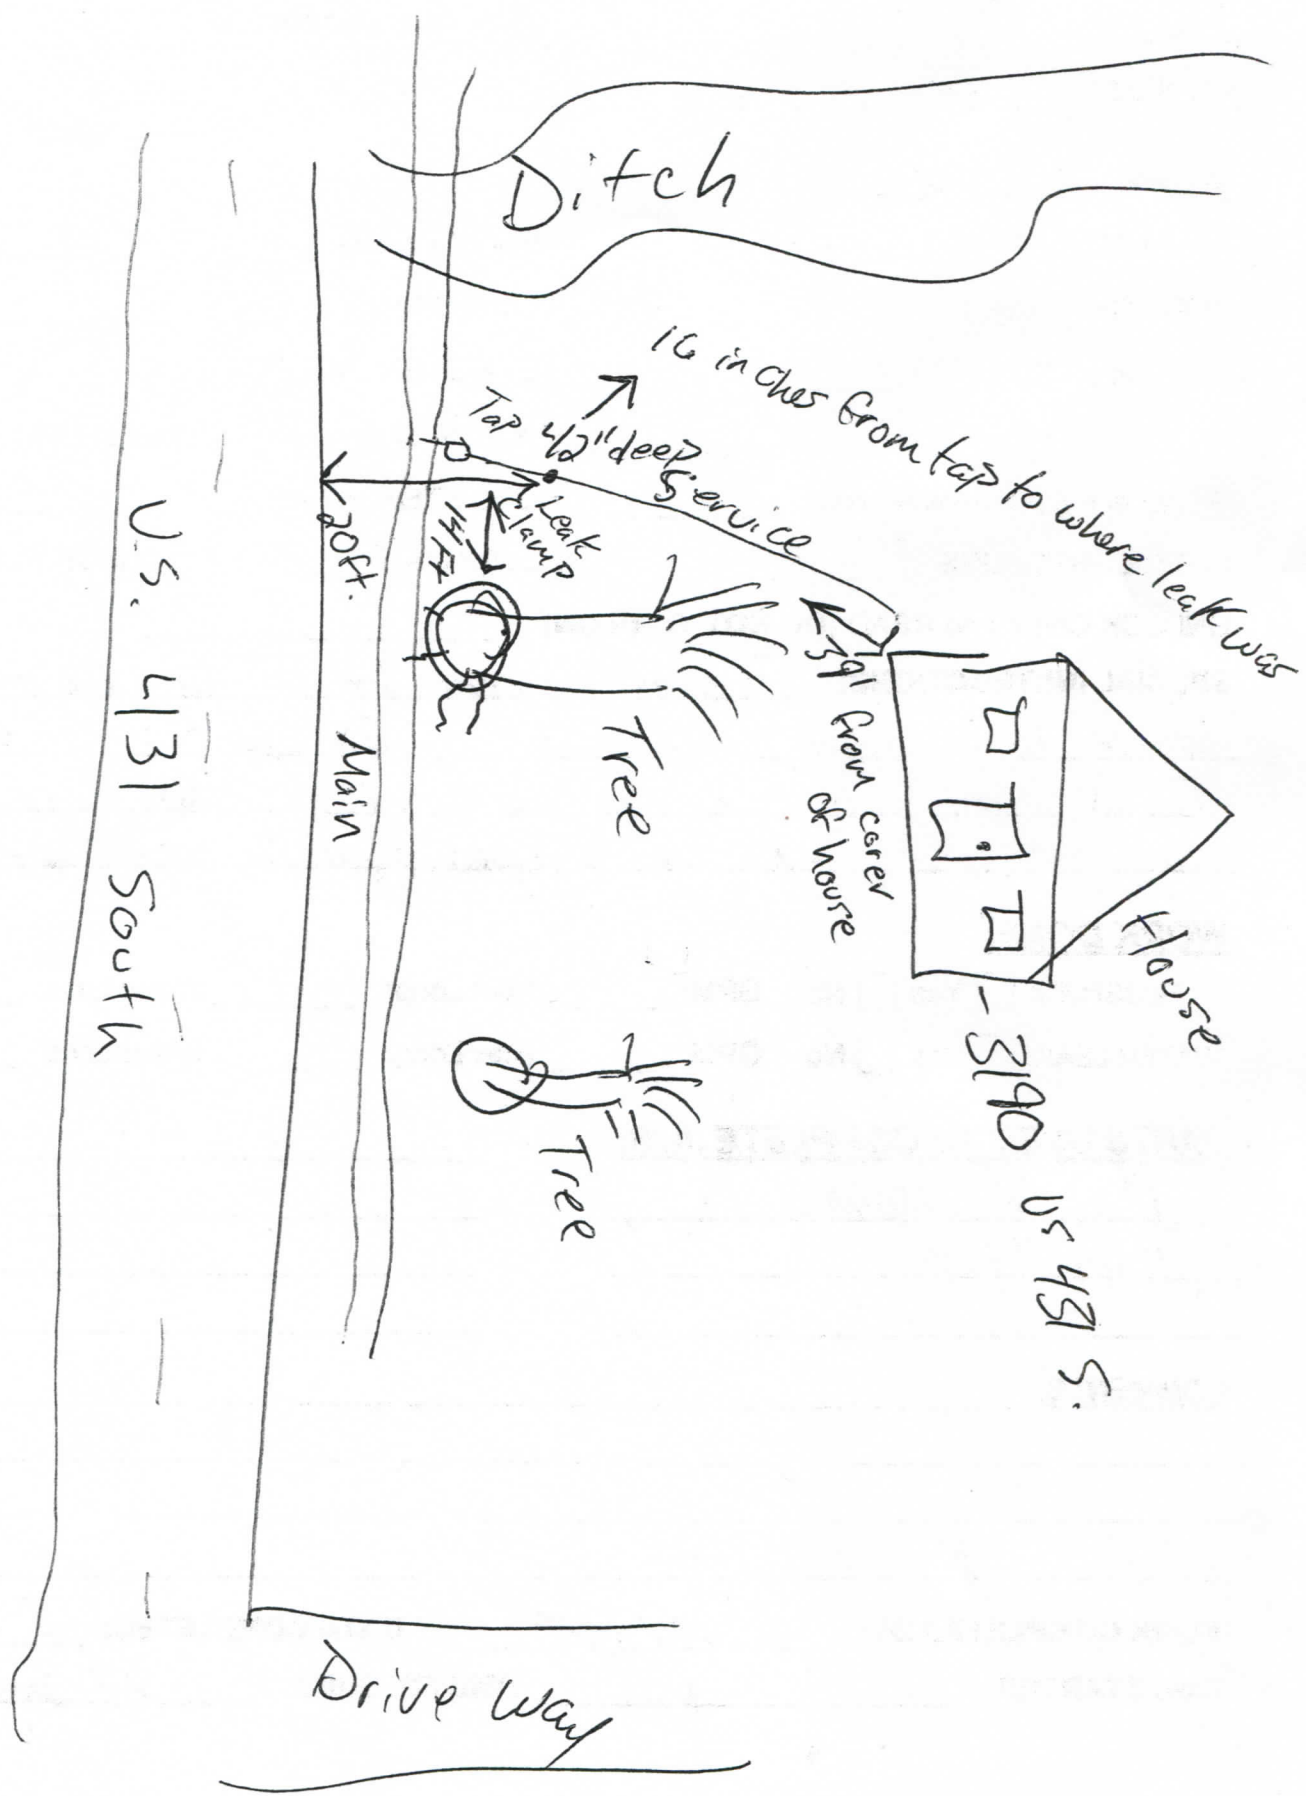 Ditch
16 inches from tap to where leak was
Tap
42" deep
Service
Leak
Clamp
20ft.
Main
U.S. 431 South
Tree
39
from corer
of house
House
3190 US 431 S.
Tree
Drive Way